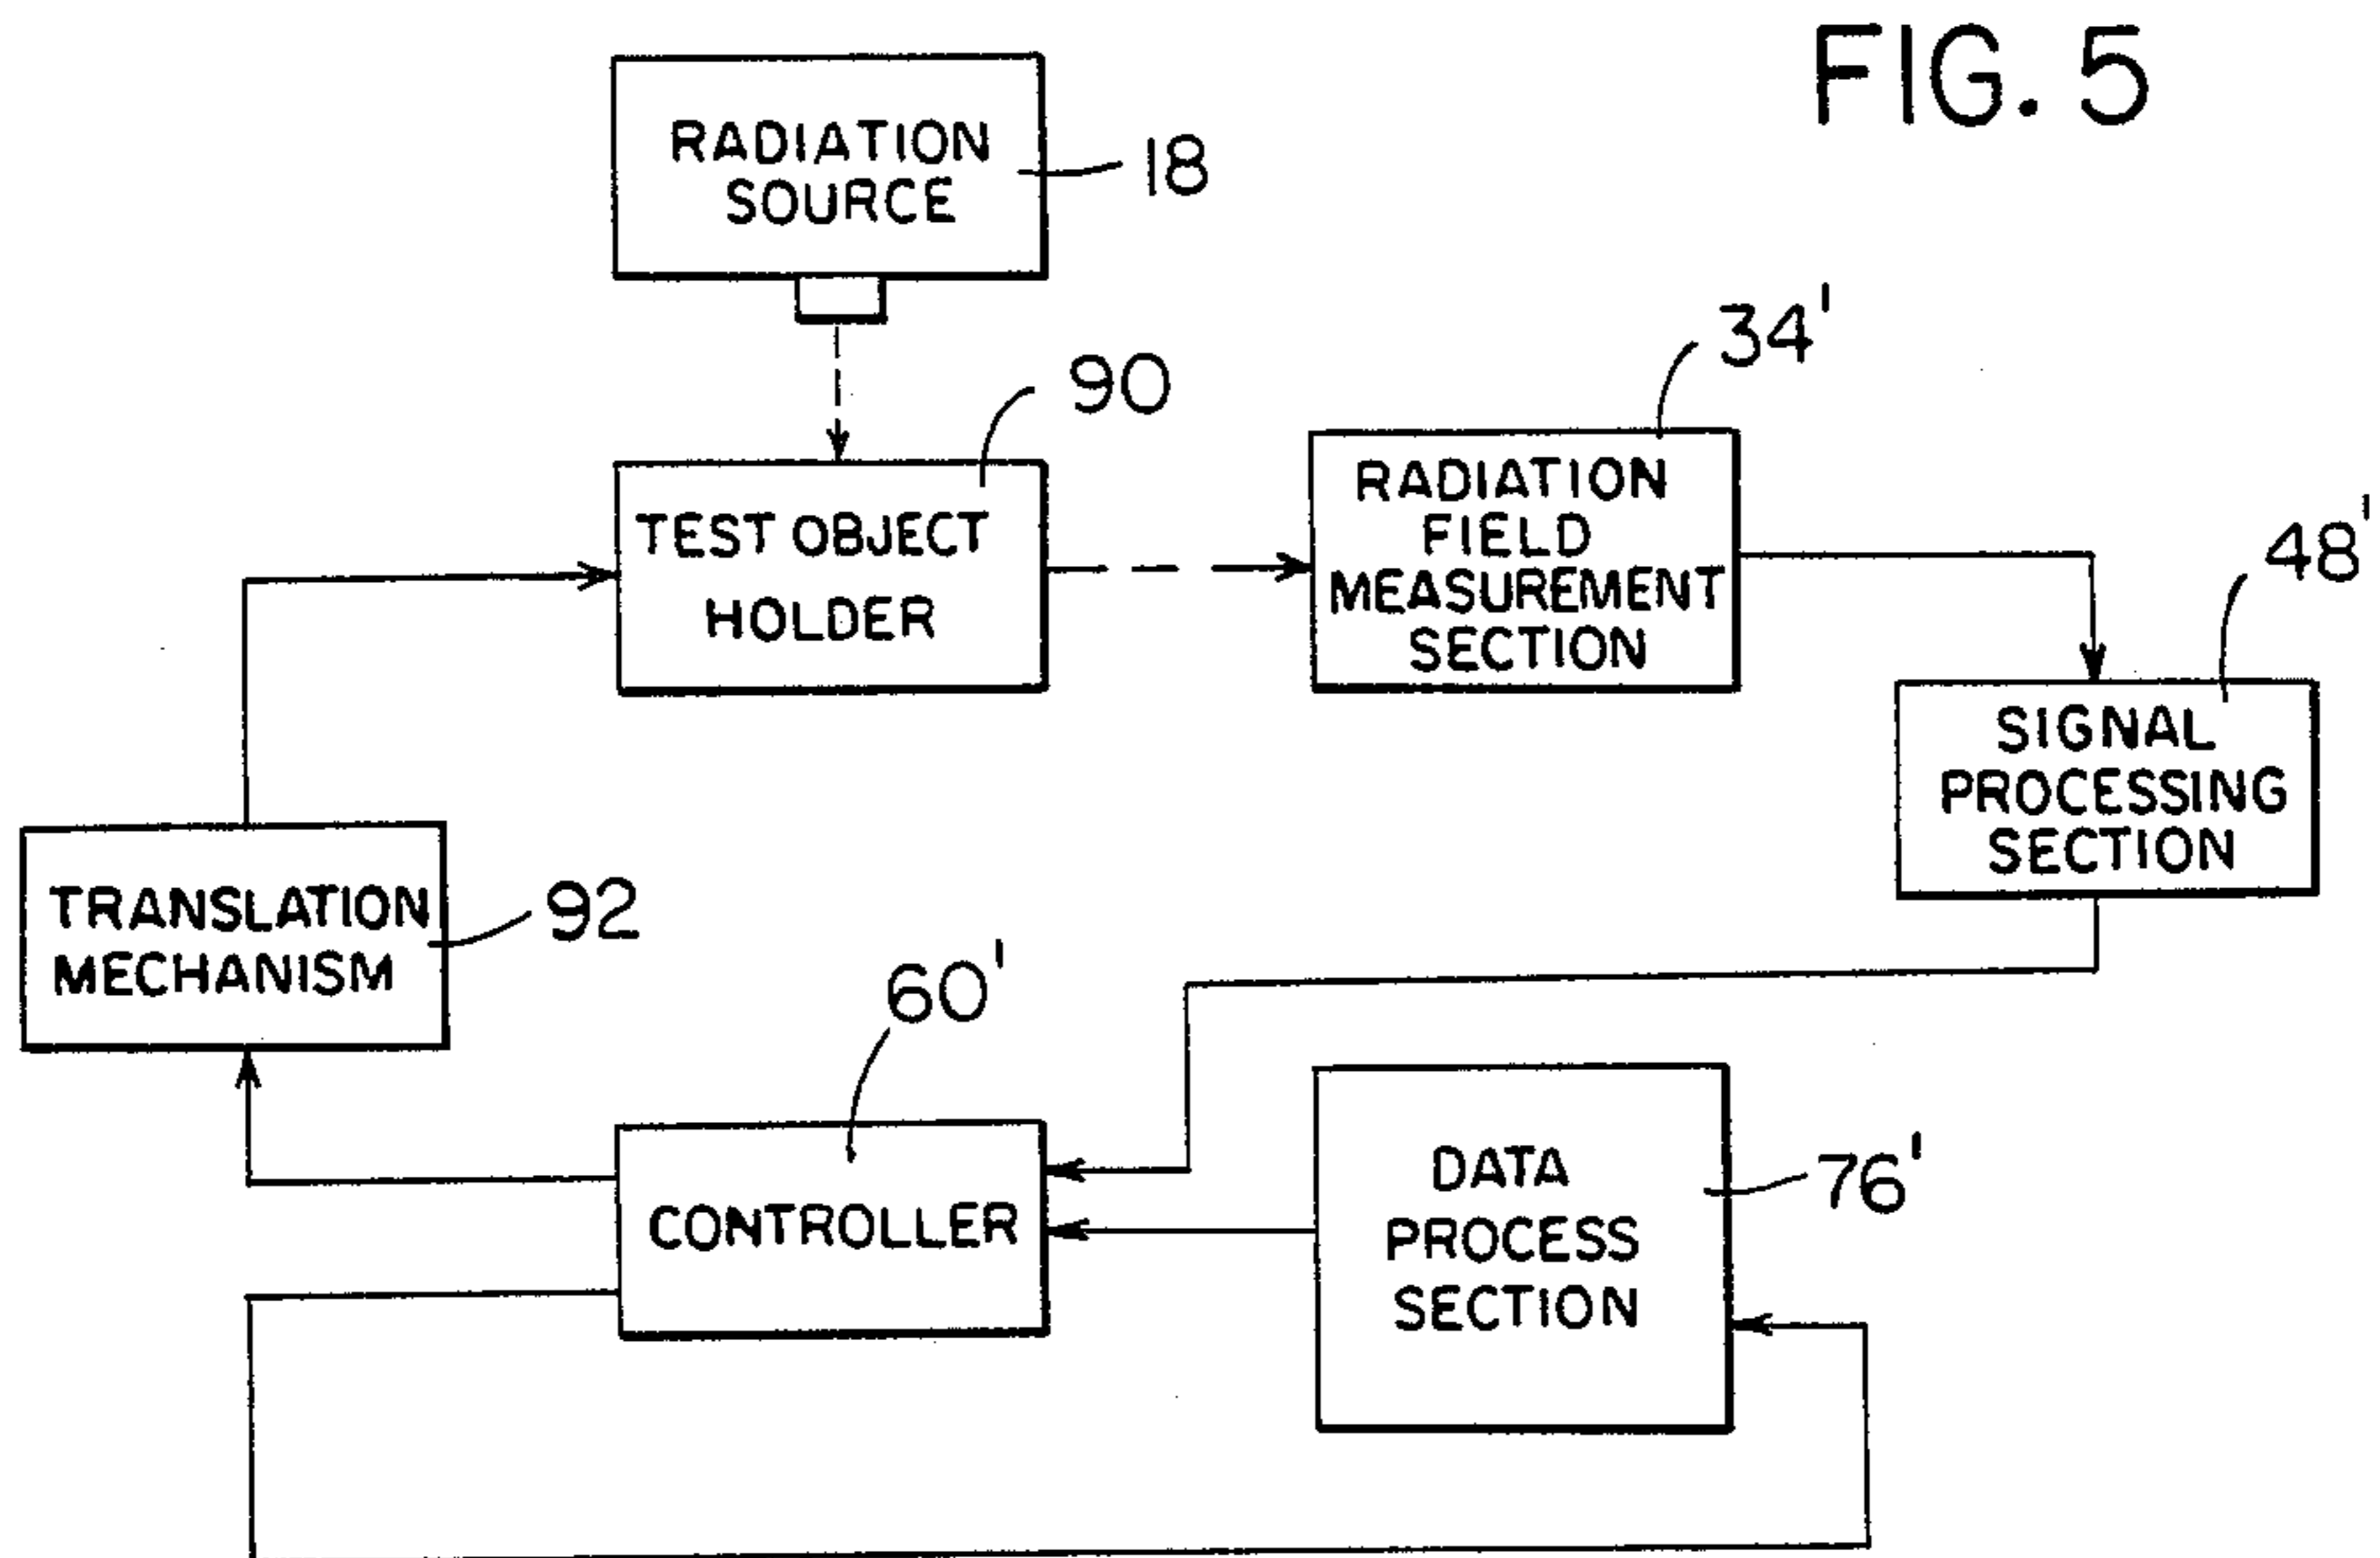 FIG. 5
RADIATION
SOURCE
18
90
34'
TEST OBJECT
HOLDER
RADIATION
FIELD
MEASUREMENT
SECTION
48'
SIGNAL
PROCESSING
SECTION
TRANSLATION
MECHANISM
92
60'
CONTROLLER
DATA
PROCESS
SECTION
76'